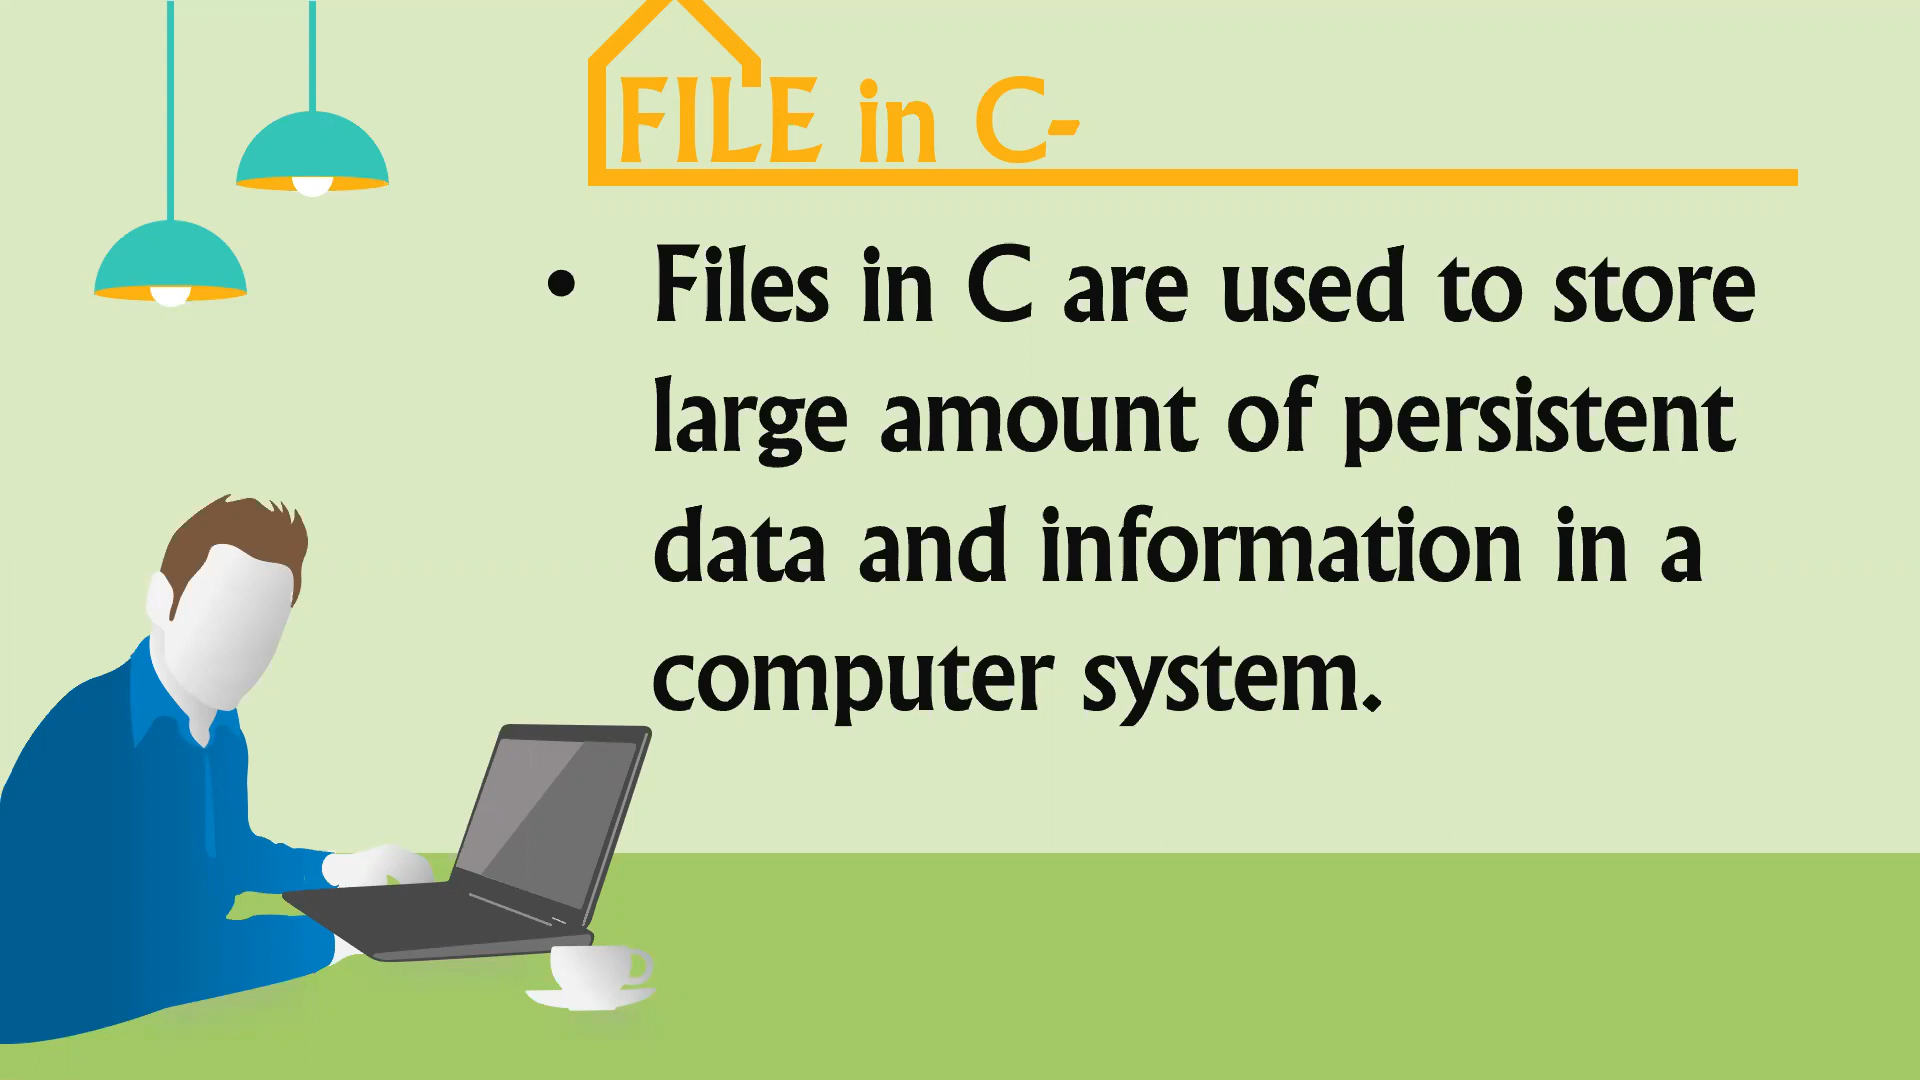 FILE in C-
• Files in C are used to store
large amount of persistent
data and information in a
computer system.